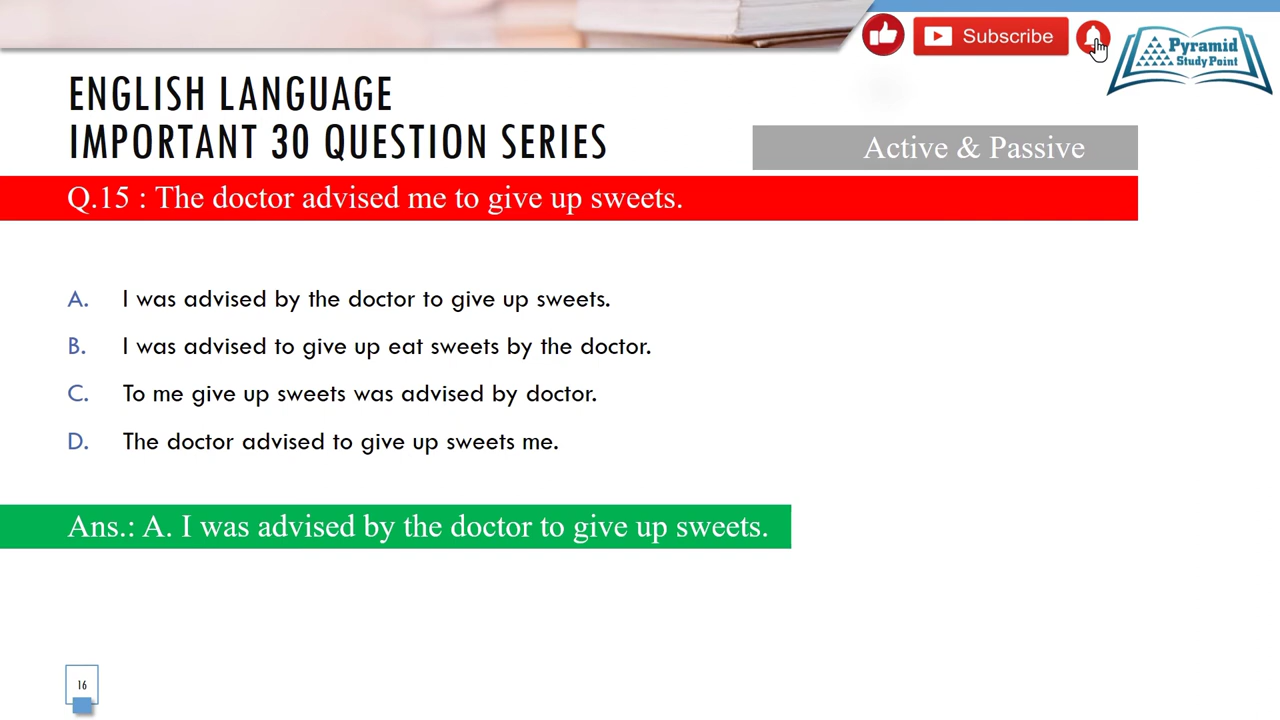 Subscribe
Pyramid
Study Point
ENGLISH LANGUAGE
IMPORTANT 30 QUESTION SERIES
Active & Passive
Q.15 : The doctor advised me to give up sweets.
A. I was advised by the doctor to give up sweets.
B. I was advised to give up eat sweets by the doctor.
C. To me give up sweets was advised by doctor.
D. The doctor advised to give up sweets me.
Ans.: A. I was advised by the doctor to give up sweets.
16